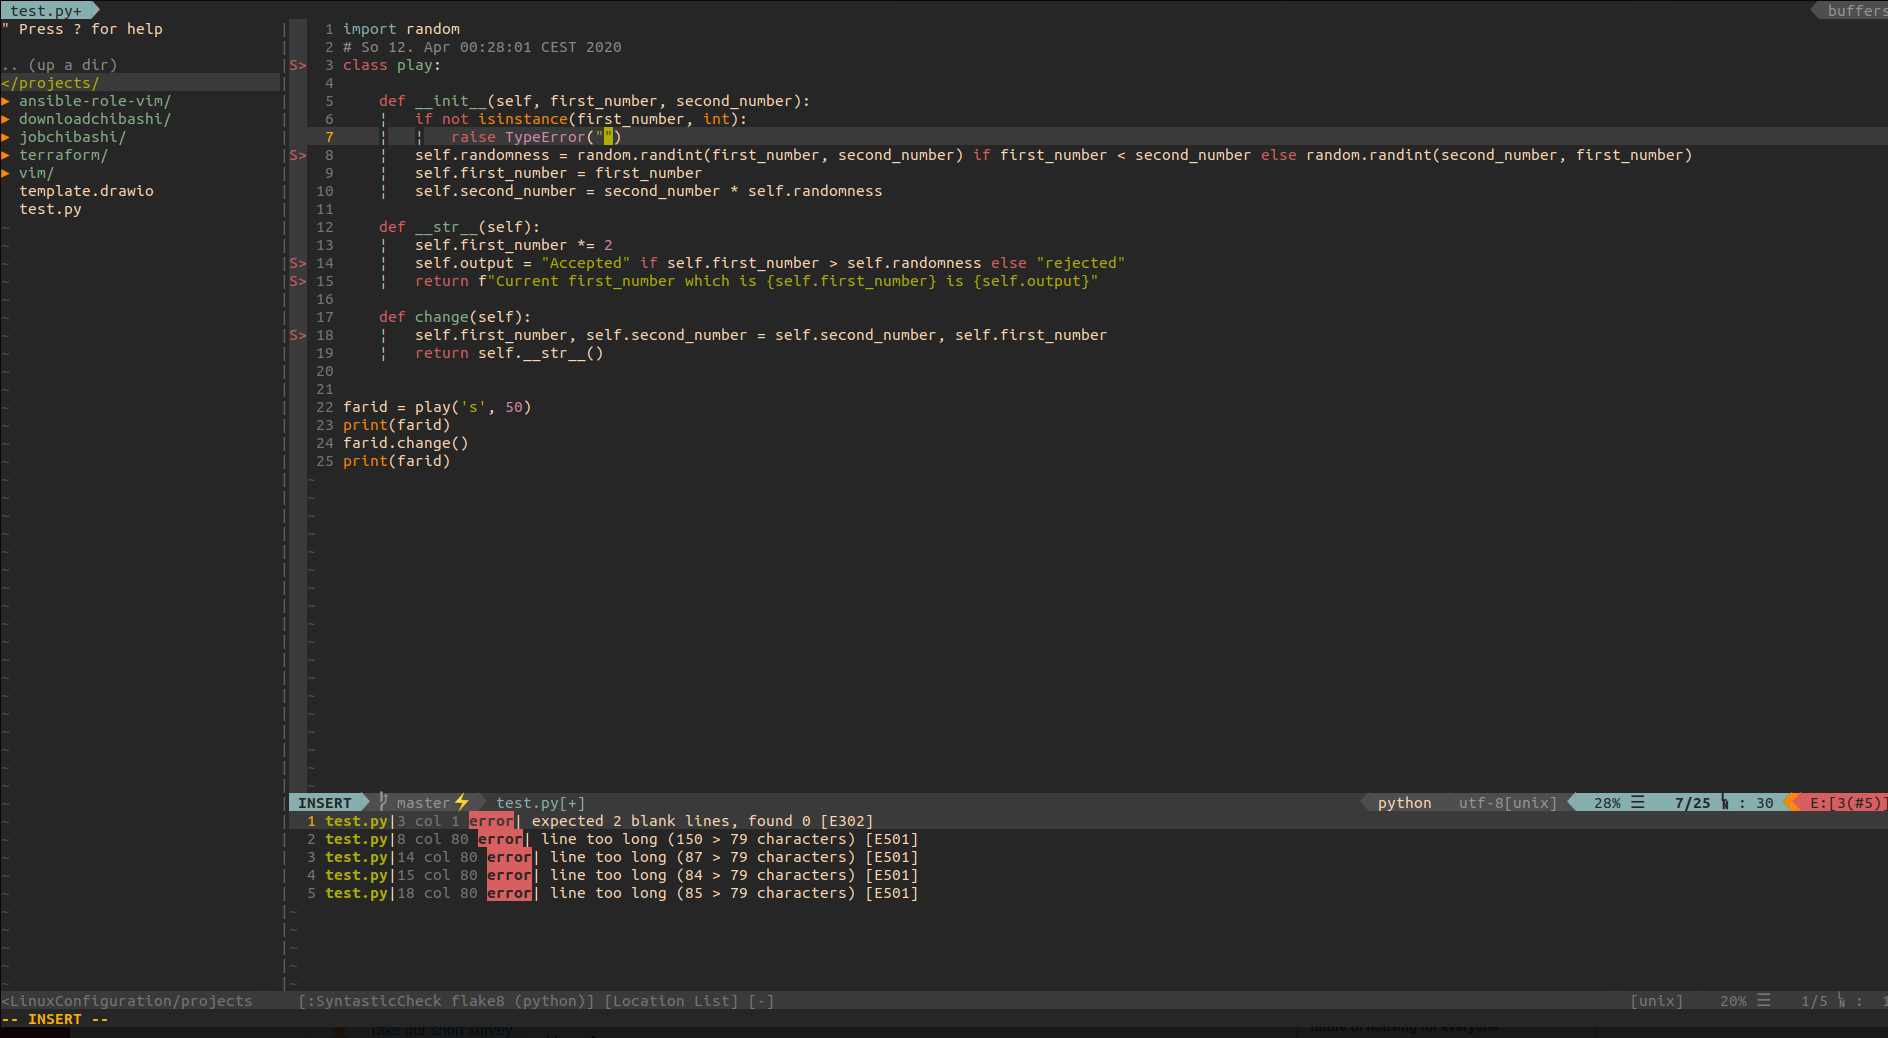 test.py+
buffers
" Press ? for help
.. (up a dir)
</projects/
▸ ansible-role-vim/
▸ downloadchibashi/
▸ jobchibashi/
▸ terraform/
▸ vim/
template.drawio
test.py
1 import random
2 # So 12. Apr 00:28:01 CEST 2020
S> 3 class play:
4
5 def __init__(self, first_number, second_number):
6 ¦ if not isinstance(first_number, int):
7 ¦ ¦ raise TypeError("")
S> 8 ¦ self.randomness = random.randint(first_number, second_number) if first_number < second_number else random.randint(second_number, first_number)
9 ¦ self.first_number = first_number
10 ¦ self.second_number = second_number * self.randomness
11
12 def __str__(self):
13 ¦ self.first_number *= 2
S> 14 ¦ self.output = "Accepted" if self.first_number > self.randomness else "rejected"
S> 15 ¦ return f"Current first_number which is {self.first_number} is {self.output}"
16
17 def change(self):
S> 18 ¦ self.first_number, self.second_number = self.second_number, self.first_number
19 ¦ return self.__str__()
20
21
22 farid = play('s', 50)
23 print(farid)
24 farid.change()
25 print(farid)
INSERT master⚡ test.py[+] python utf-8[unix] 28% ☰ 7/25 : 30 E:[3(#5)]
1 test.py|3 col 1 error| expected 2 blank lines, found 0 [E302]
2 test.py|8 col 80 error| line too long (150 > 79 characters) [E501]
3 test.py|14 col 80 error| line too long (87 > 79 characters) [E501]
4 test.py|15 col 80 error| line too long (84 > 79 characters) [E501]
5 test.py|18 col 80 error| line too long (85 > 79 characters) [E501]
<LinuxConfiguration/projects [:SyntasticCheck flake8 (python)] [Location List] [-] [unix] 20% ☰ 1/5 : 1
-- INSERT --
Take our short survey
future of housing for everyone